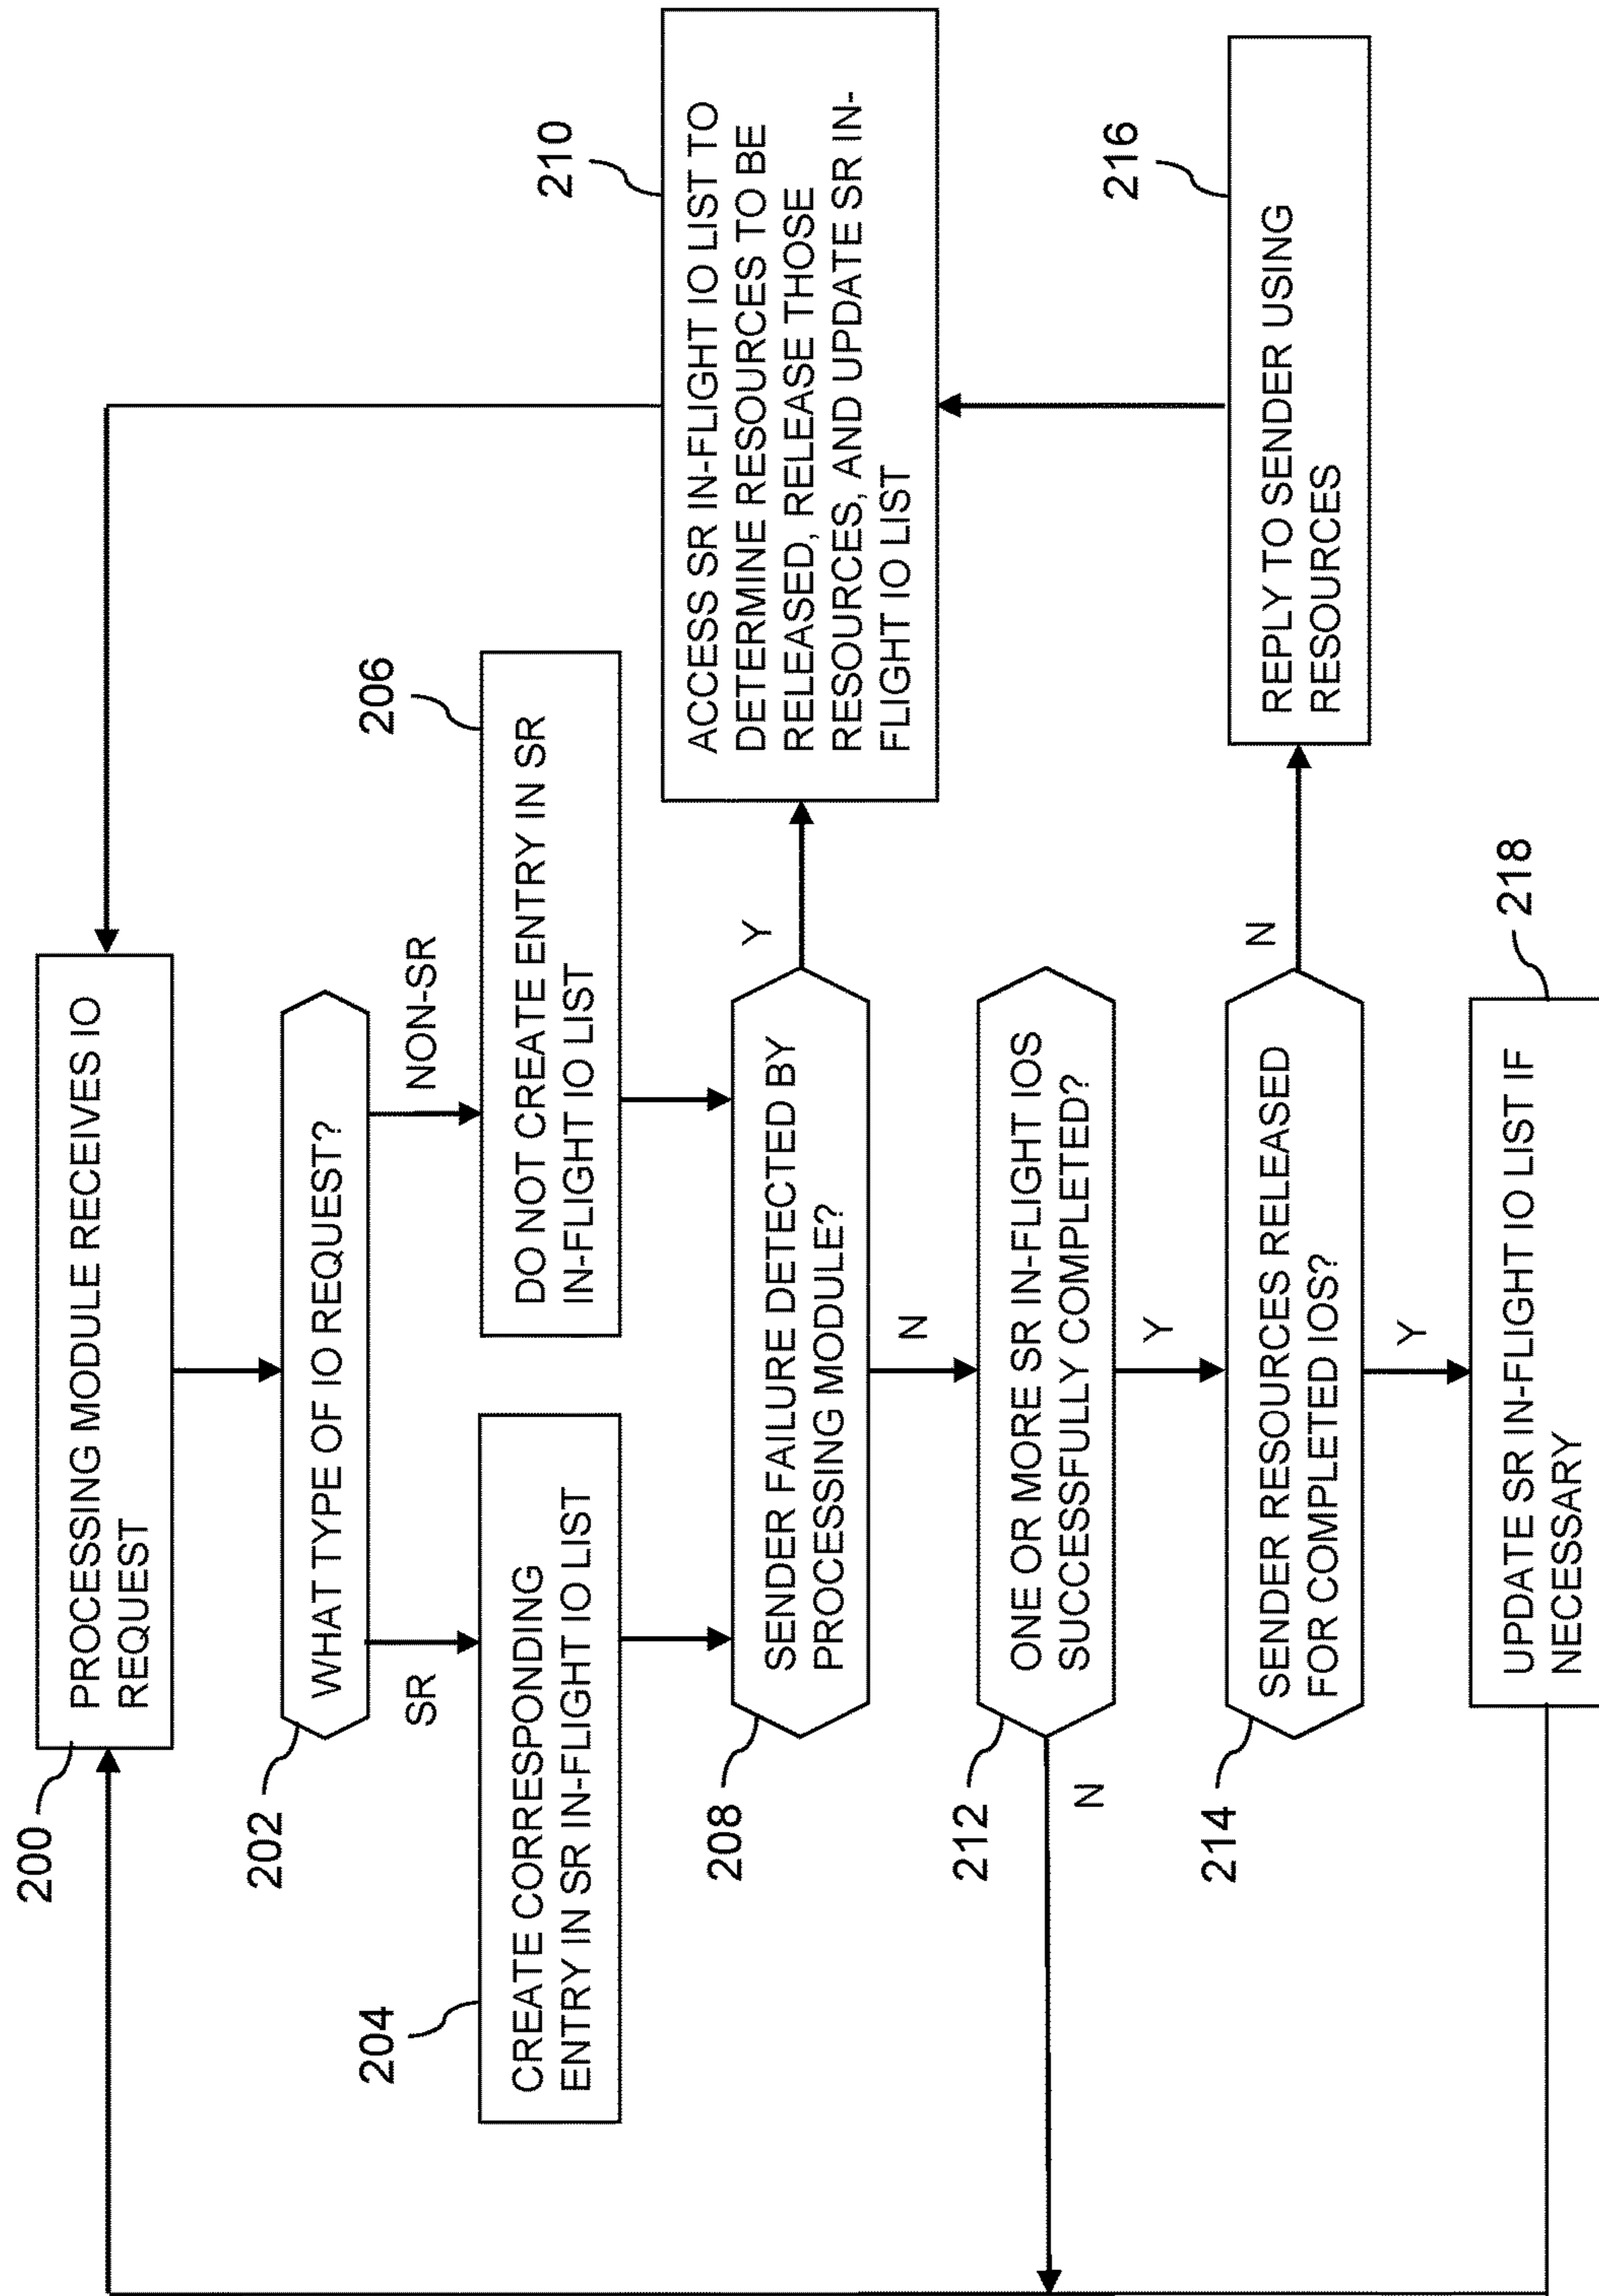 200
PROCESSING MODULE RECEIVES IO
REQUEST
202
WHAT TYPE OF IO REQUEST?
SR
NON-SR
204
CREATE CORRESPONDING
ENTRY IN SR IN-FLIGHT IO LIST
206
DO NOT CREATE ENTRY IN SR
IN-FLIGHT IO LIST
208
SENDER FAILURE DETECTED BY
PROCESSING MODULE?
Y
N
210
ACCESS SR IN-FLIGHT IO LIST TO
DETERMINE RESOURCES TO BE
RELEASED, RELEASE THOSE
RESOURCES, AND UPDATE SR IN-
FLIGHT IO LIST
212
ONE OR MORE SR IN-FLIGHT IOS
SUCCESSFULLY COMPLETED?
N
Y
214
SENDER RESOURCES RELEASED
FOR COMPLETED IOS?
N
Y
216
REPLY TO SENDER USING
RESOURCES
218
UPDATE SR IN-FLIGHT IO LIST IF
NECESSARY